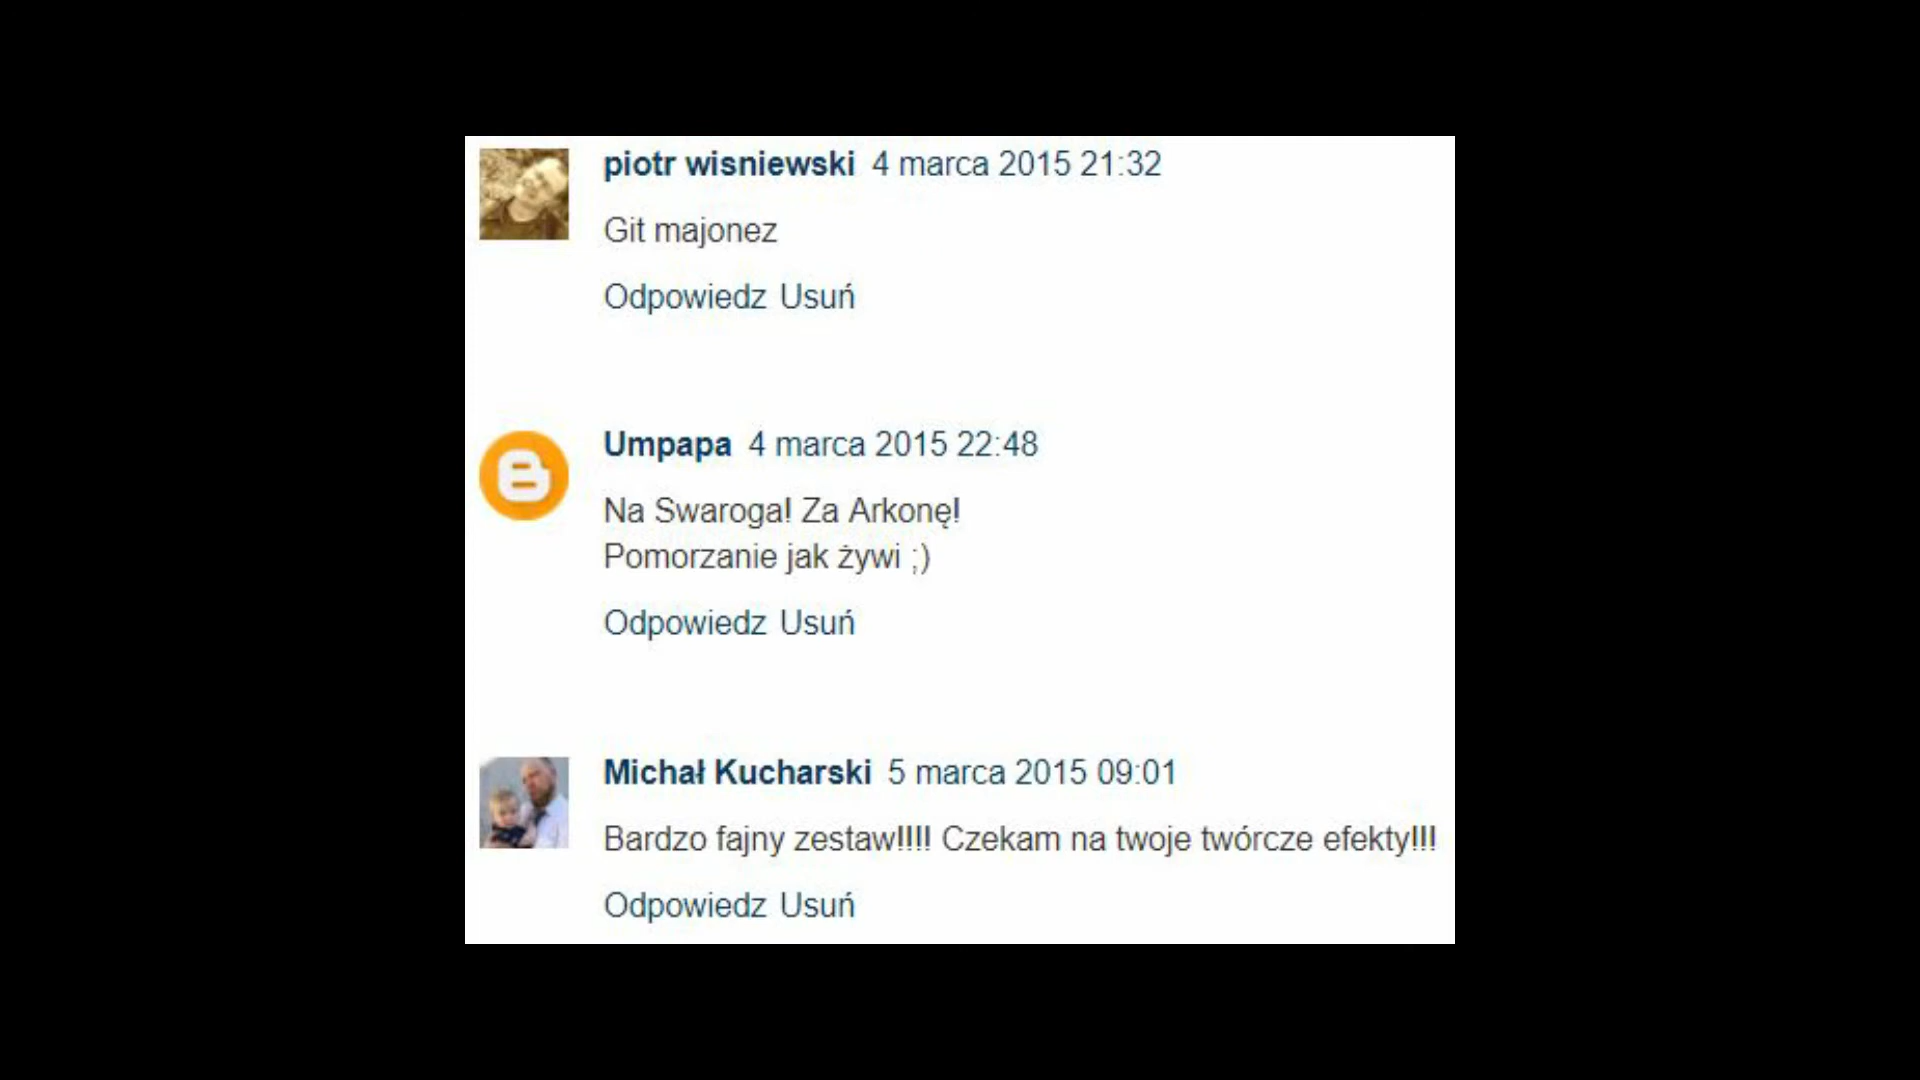 piotr wisniewski 4 marca 2015 21:32
Git majonez
Odpowiedz Usuń
Umpapa 4 marca 2015 22:48
Na Swaroga! Za Arkonę!
Pomorzanie jak żywi ;)
Odpowiedz Usuń
Michał Kucharski 5 marca 2015 09:01
Bardzo fajny zestaw!!!! Czekam na twoje twórcze efekty!!!
Odpowiedz Usuń